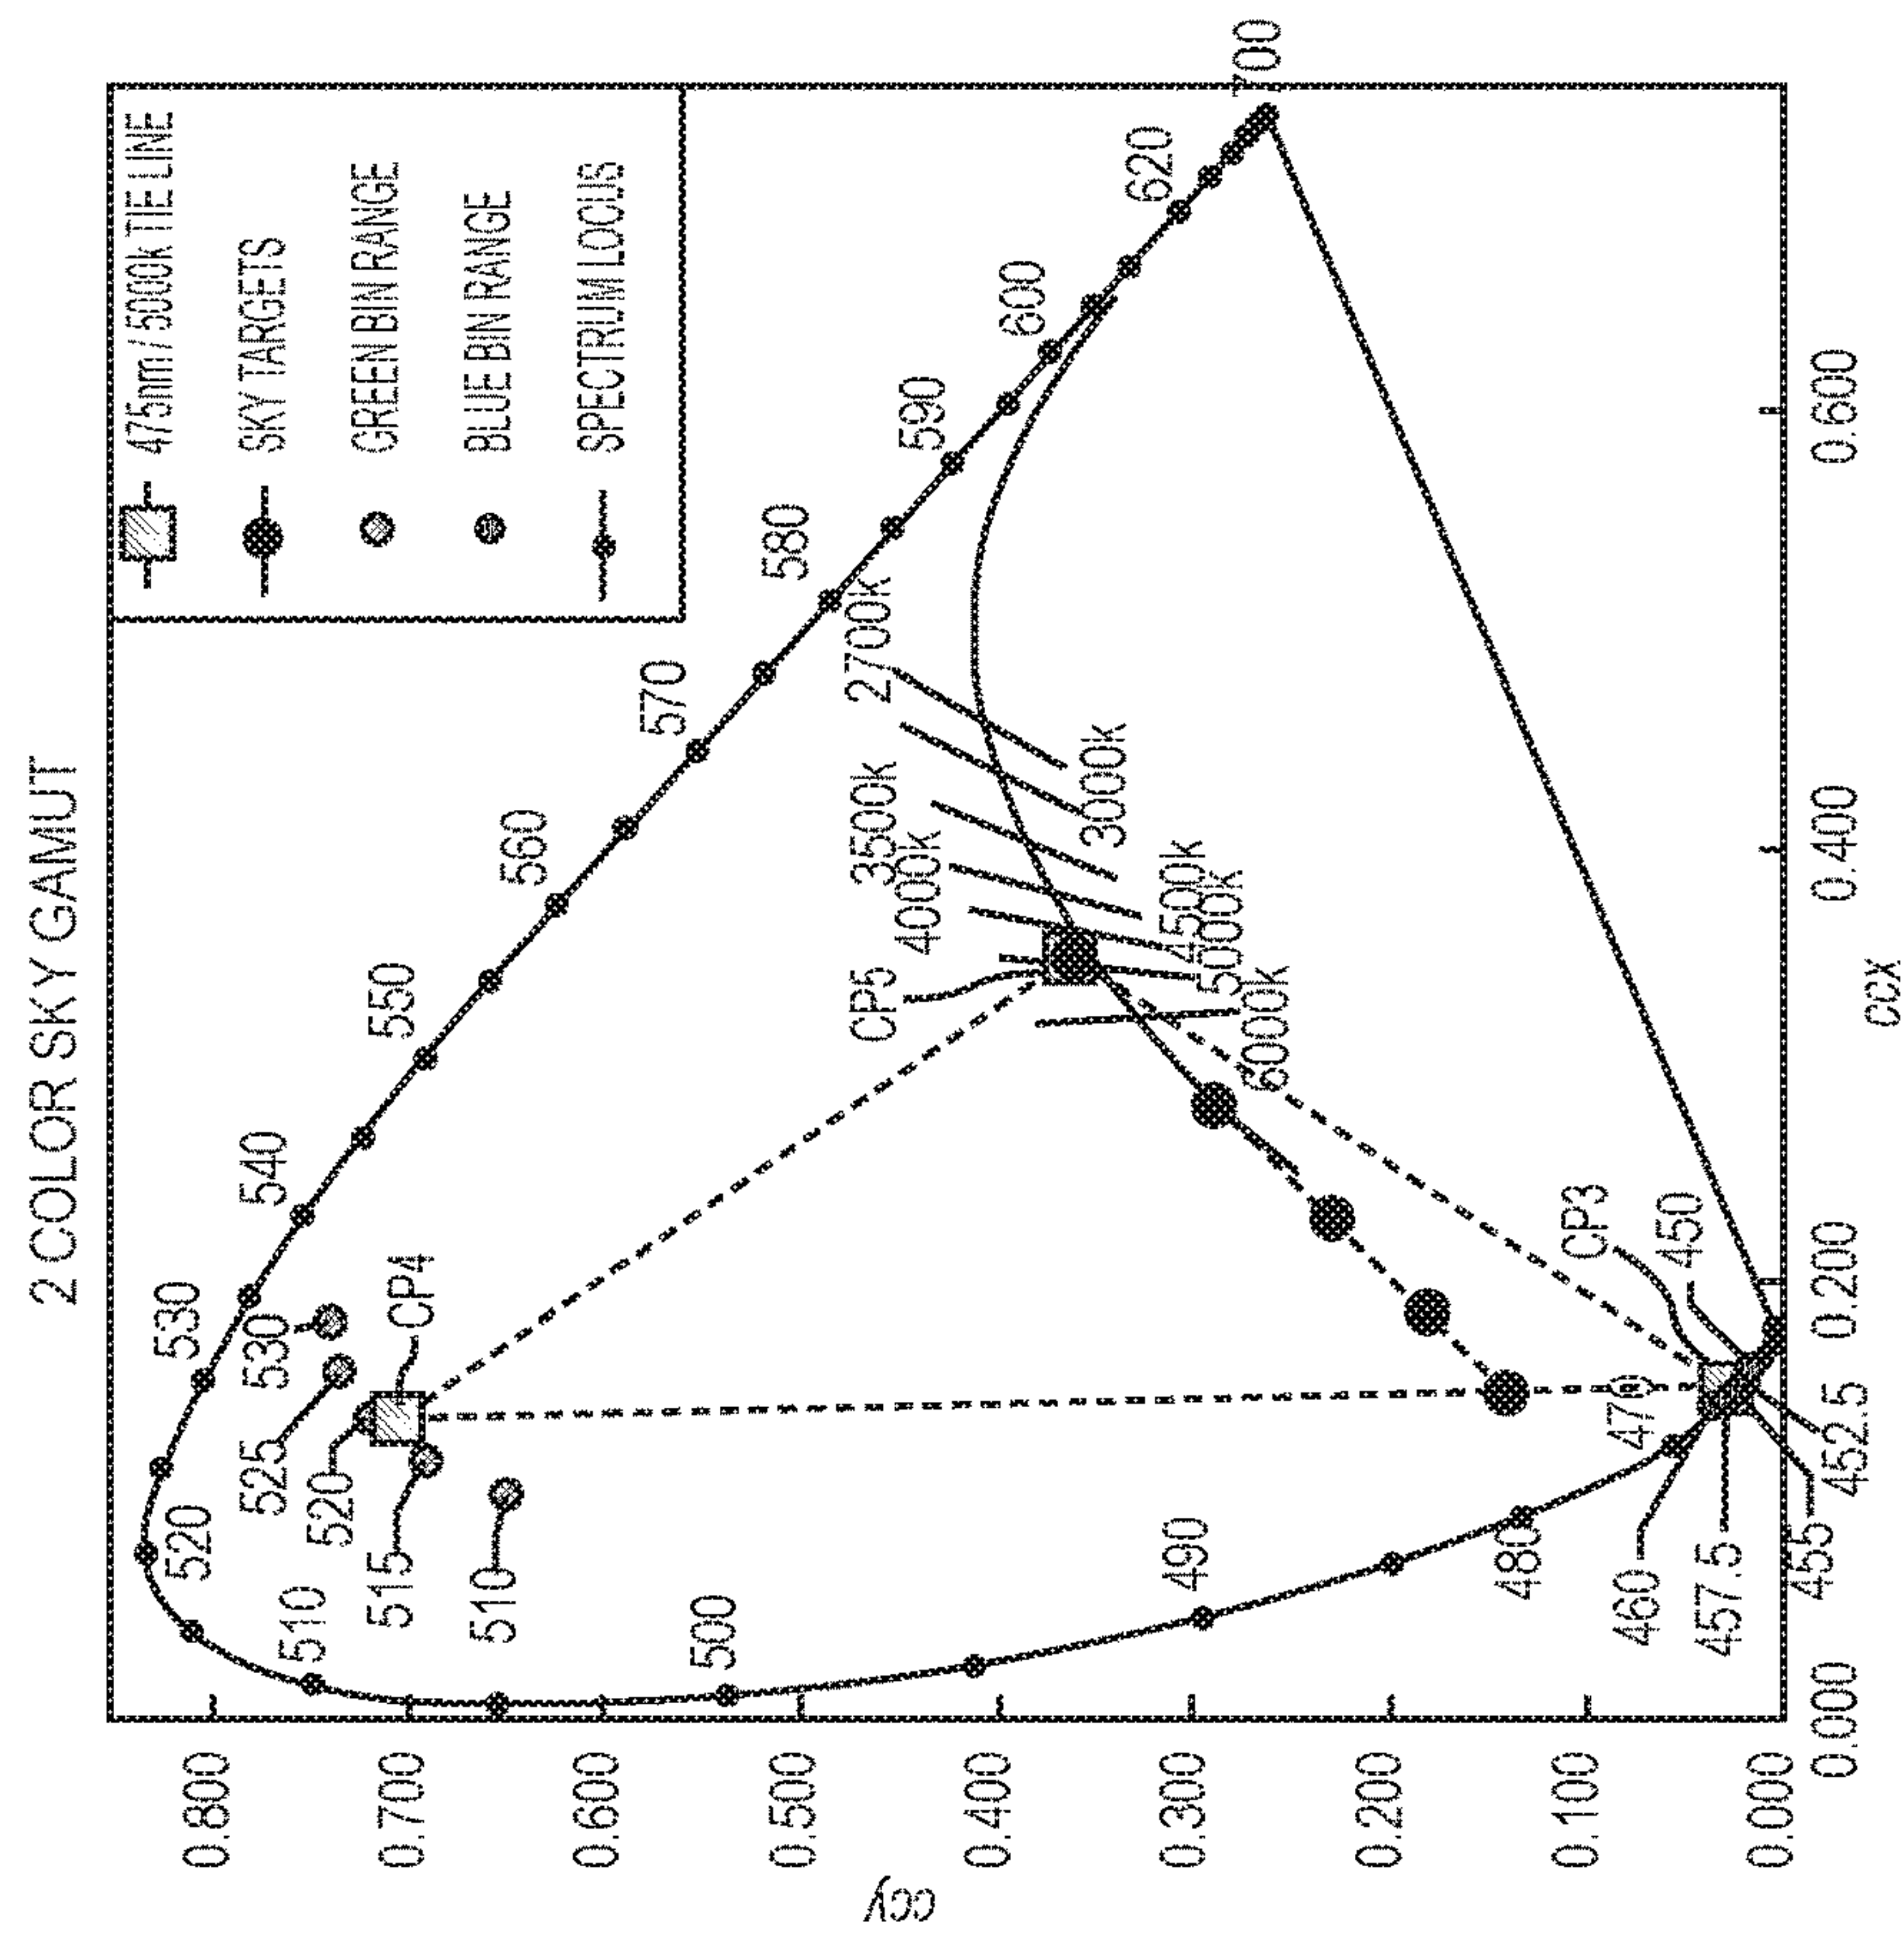 2 COLOR SKY GAMUT
475nm / 5000k TIE LINE
SKY TARGETS
GREEN BIN RANGE
BLUE BIN RANGE
SPECTRUM LOCUS
ccy
0.800
0.700
0.600
0.500
0.400
0.300
0.200
0.100
0.000
0.000
0.200
0.400
0.600
ccx
480
490
500
510
520
530
540
550
560
570
580
590
600
620
700
530
525
520
515
510
CP4
CP5
CP3
2700k
3000k
3500k
4000k
4500k
5000k
6000k
470
450
452.5
455
457.5
460